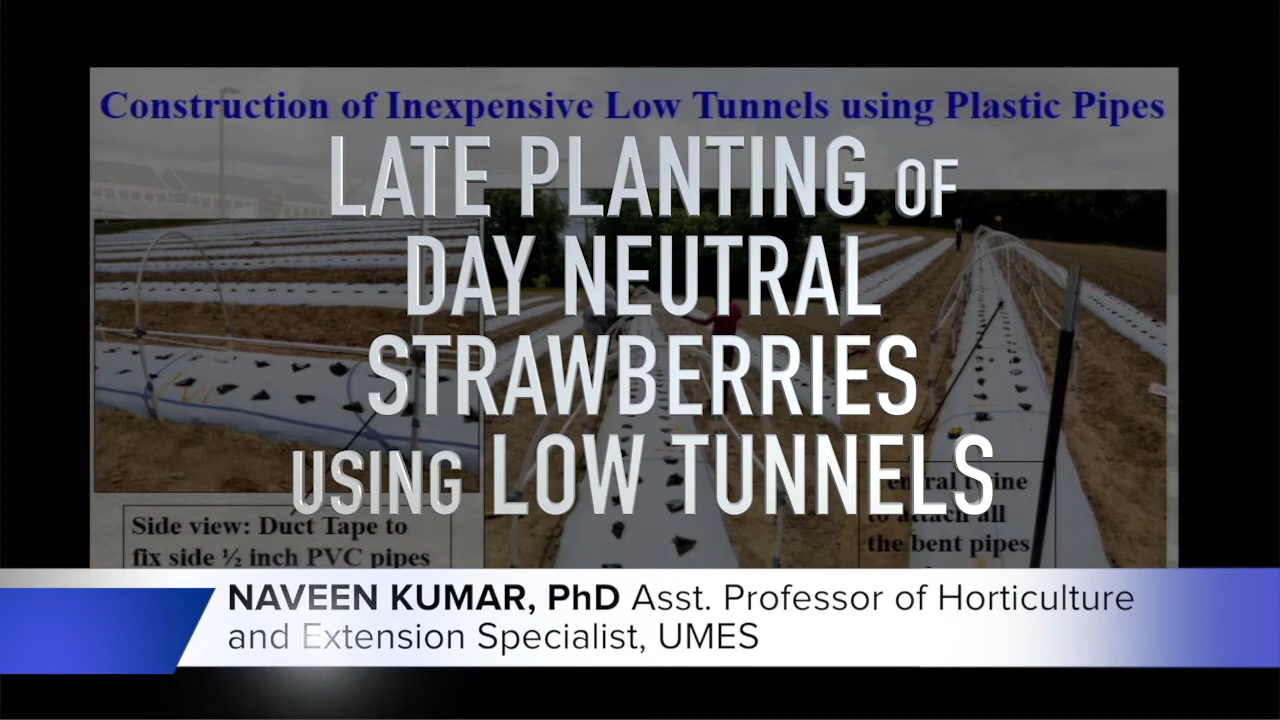 Construction of Inexpensive Low Tunnels using Plastic Pipes
LATE PLANTING OF
DAY NEUTRAL
STRAWBERRIES
USING LOW TUNNELS
twine
to attach all
the bent pipes
Side view: Duct Tape to
fix side ½ inch PVC pipes
NAVEEN KUMAR, PhD Asst. Professor of Horticulture
and Extension Specialist, UMES